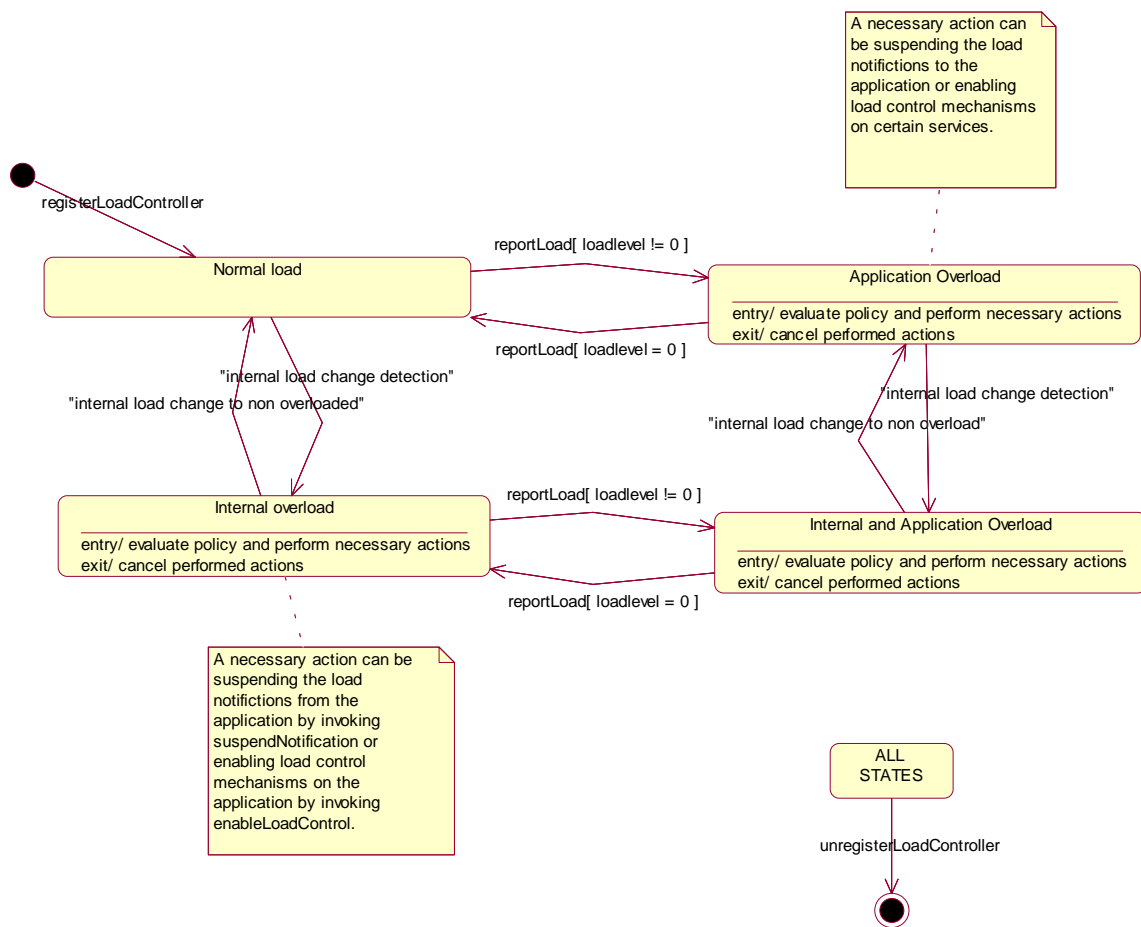 A necessary action can
be suspending the load
notifictions to the
application or enabling
load control mechanisms
on certain services.
registerLoadController
reportLoad[ loadlevel != 0 ]
Normal load
Application Overload
entry/ evaluate policy and perform necessary actions
exit/ cancel performed actions
reportLoad[ loadlevel = 0 ]
"internal load change detection"
"internal load change to non overloaded"
"internal load change detection"
"internal load change to non overload"
reportLoad[ loadlevel != 0 ]
Internal overload
entry/ evaluate policy and perform necessary actions
exit/ cancel performed actions
Internal and Application Overload
entry/ evaluate policy and perform necessary actions
exit/ cancel performed actions
reportLoad[ loadlevel = 0 ]
A necessary action can be
suspending the load
notifictions from the
application by invoking
suspendNotification or
enabling load control
mechanisms on the
application by invoking
enableLoadControl.
ALL
STATES
unregisterLoadController